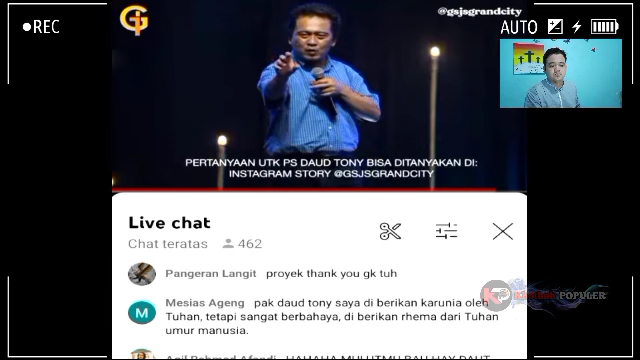 REC
AUTO
@gsjsgrandcity
PERTANYAAN UTK PS DAUD TONY BISA DITANYAKAN DI:
INSTAGRAM STORY @GSJSGRANDCITY
Live chat
Chat teratas 462
Pangeran Langit proyek thank you gk tuh
M Mesias Ageng pak daud tony saya di berikan karunia oleh
Tuhan, tetapi sangat berbahaya, di berikan rhema dari Tuhan
umur manusia.
POPULER